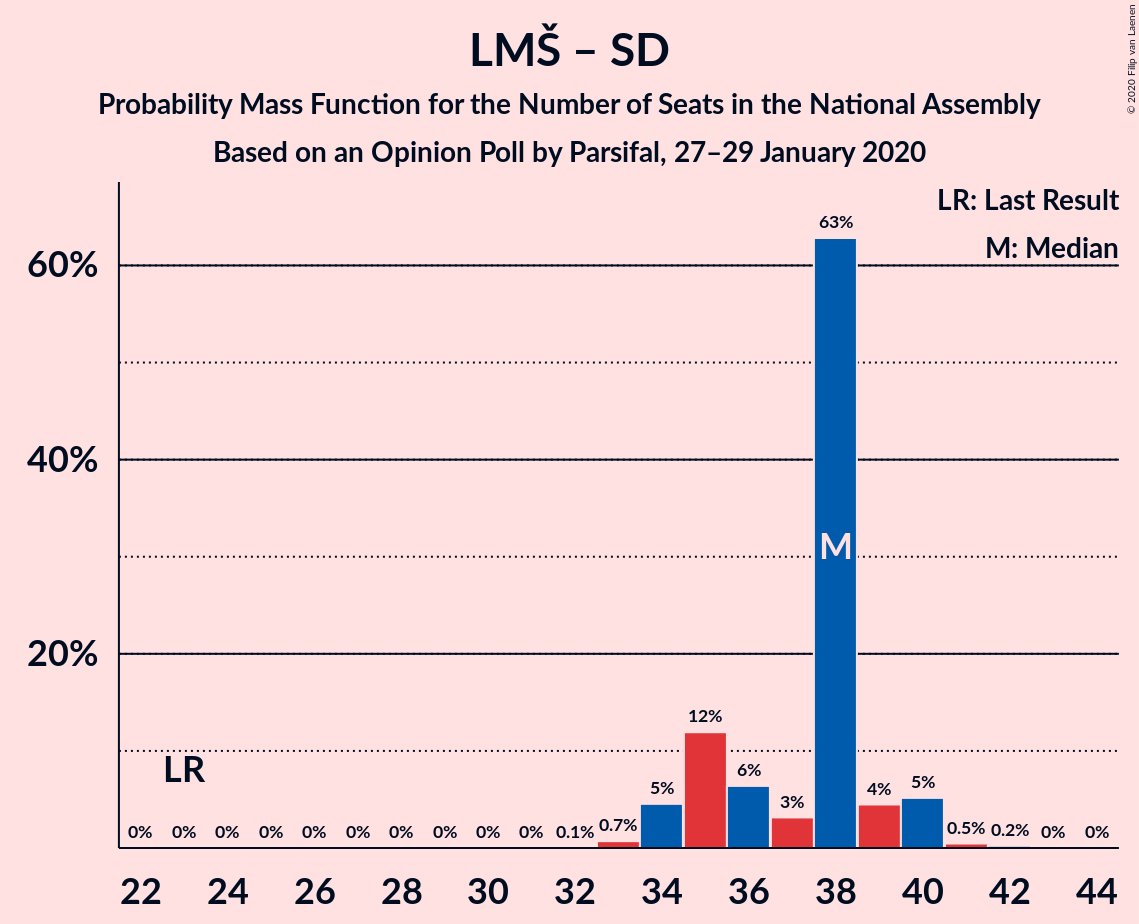 LMŠ – SD
Probability Mass Function for the Number of Seats in the National Assembly
Based on an Opinion Poll by Parsifal, 27–29 January 2020
© 2020 Filip van Laenen
LR: Last Result
M: Median
60%
40%
20%
0% 0% 0% 0% 0% 0% 0% 0% 0% 0% 0.1% 0.7% 5% 12% 6% 3% 63% 4% 5% 0.5% 0.2% 0% 0%
LR
M
22 24 26 28 30 32 34 36 38 40 42 44